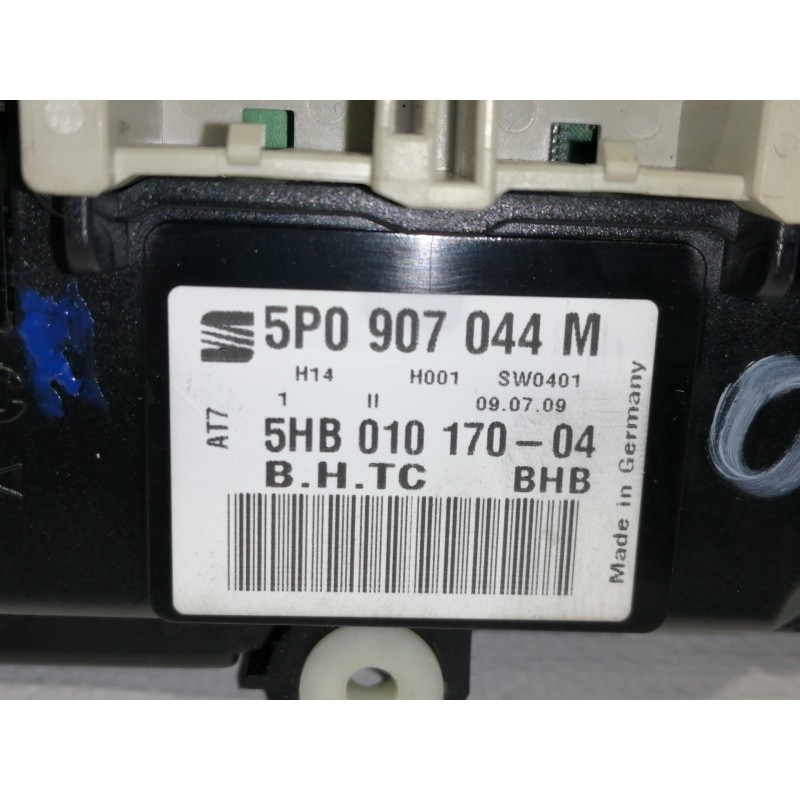 5P0 907 044 M
H14 H001 SW0401
1 II 09.07.09
AT7
5HB 010 170-04
B.H.TC BHB
Made in Germany